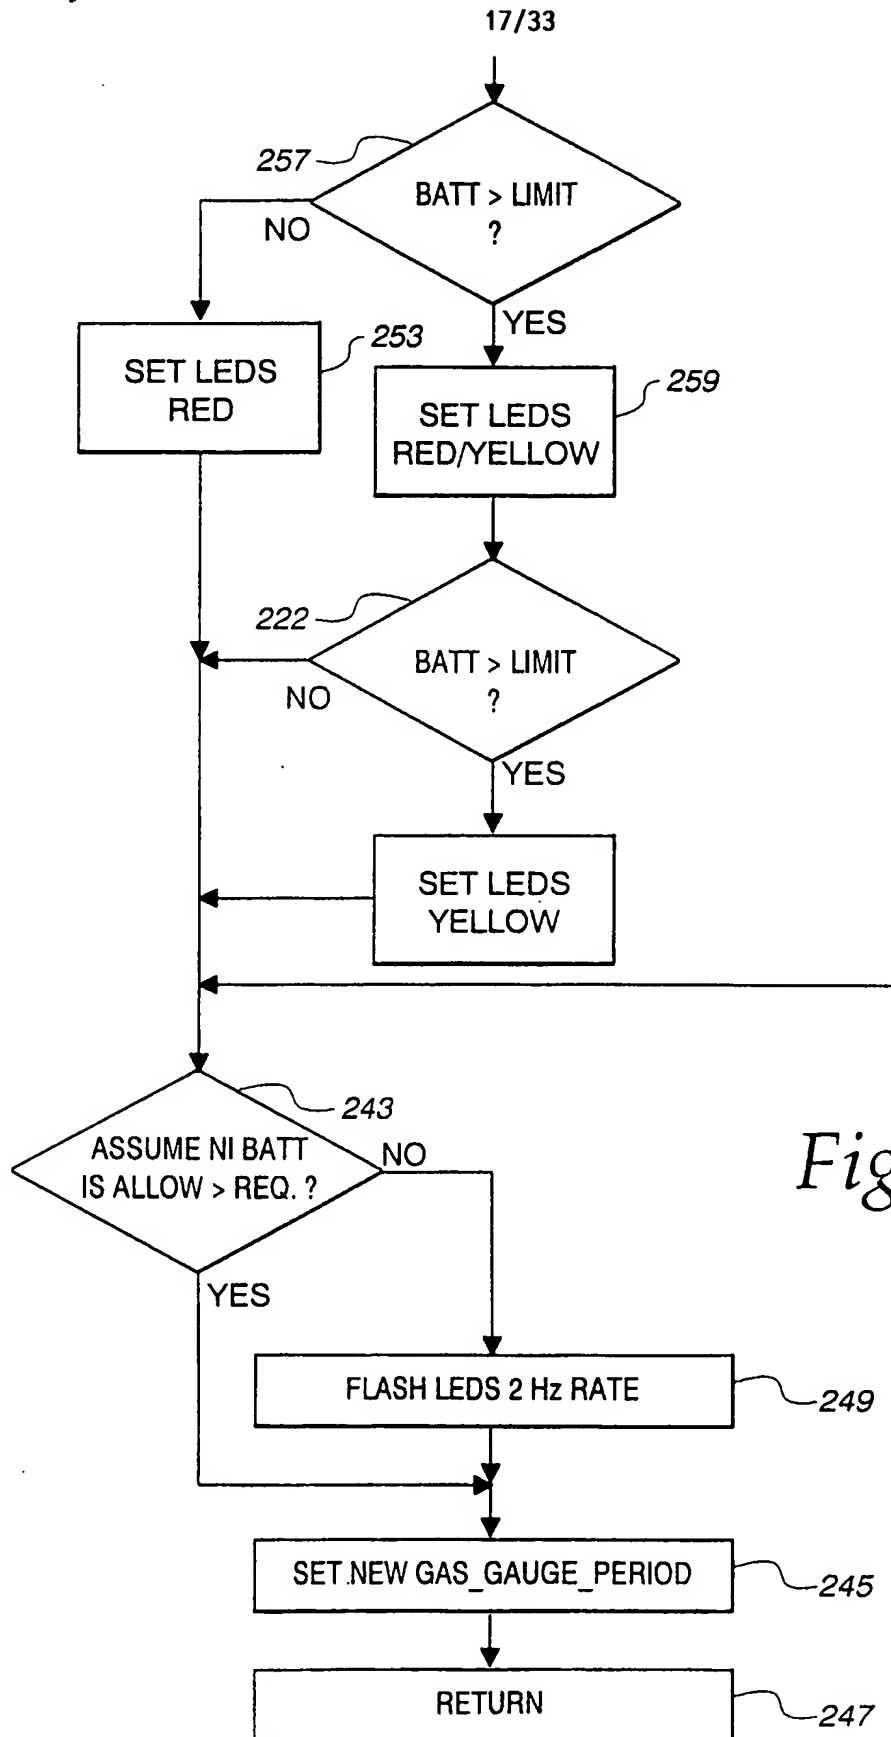 17/33
257
BATT > LIMIT
?
NO
YES
253
SET LEDS
RED
259
SET LEDS
RED/YELLOW
222
BATT > LIMIT
?
NO
YES
SET LEDS
YELLOW
243
ASSUME NI BATT
IS ALLOW > REQ. ?
NO
YES
Fig
FLASH LEDS 2 Hz RATE
249
SET NEW GAS_GAUGE_PERIOD
245
RETURN
247